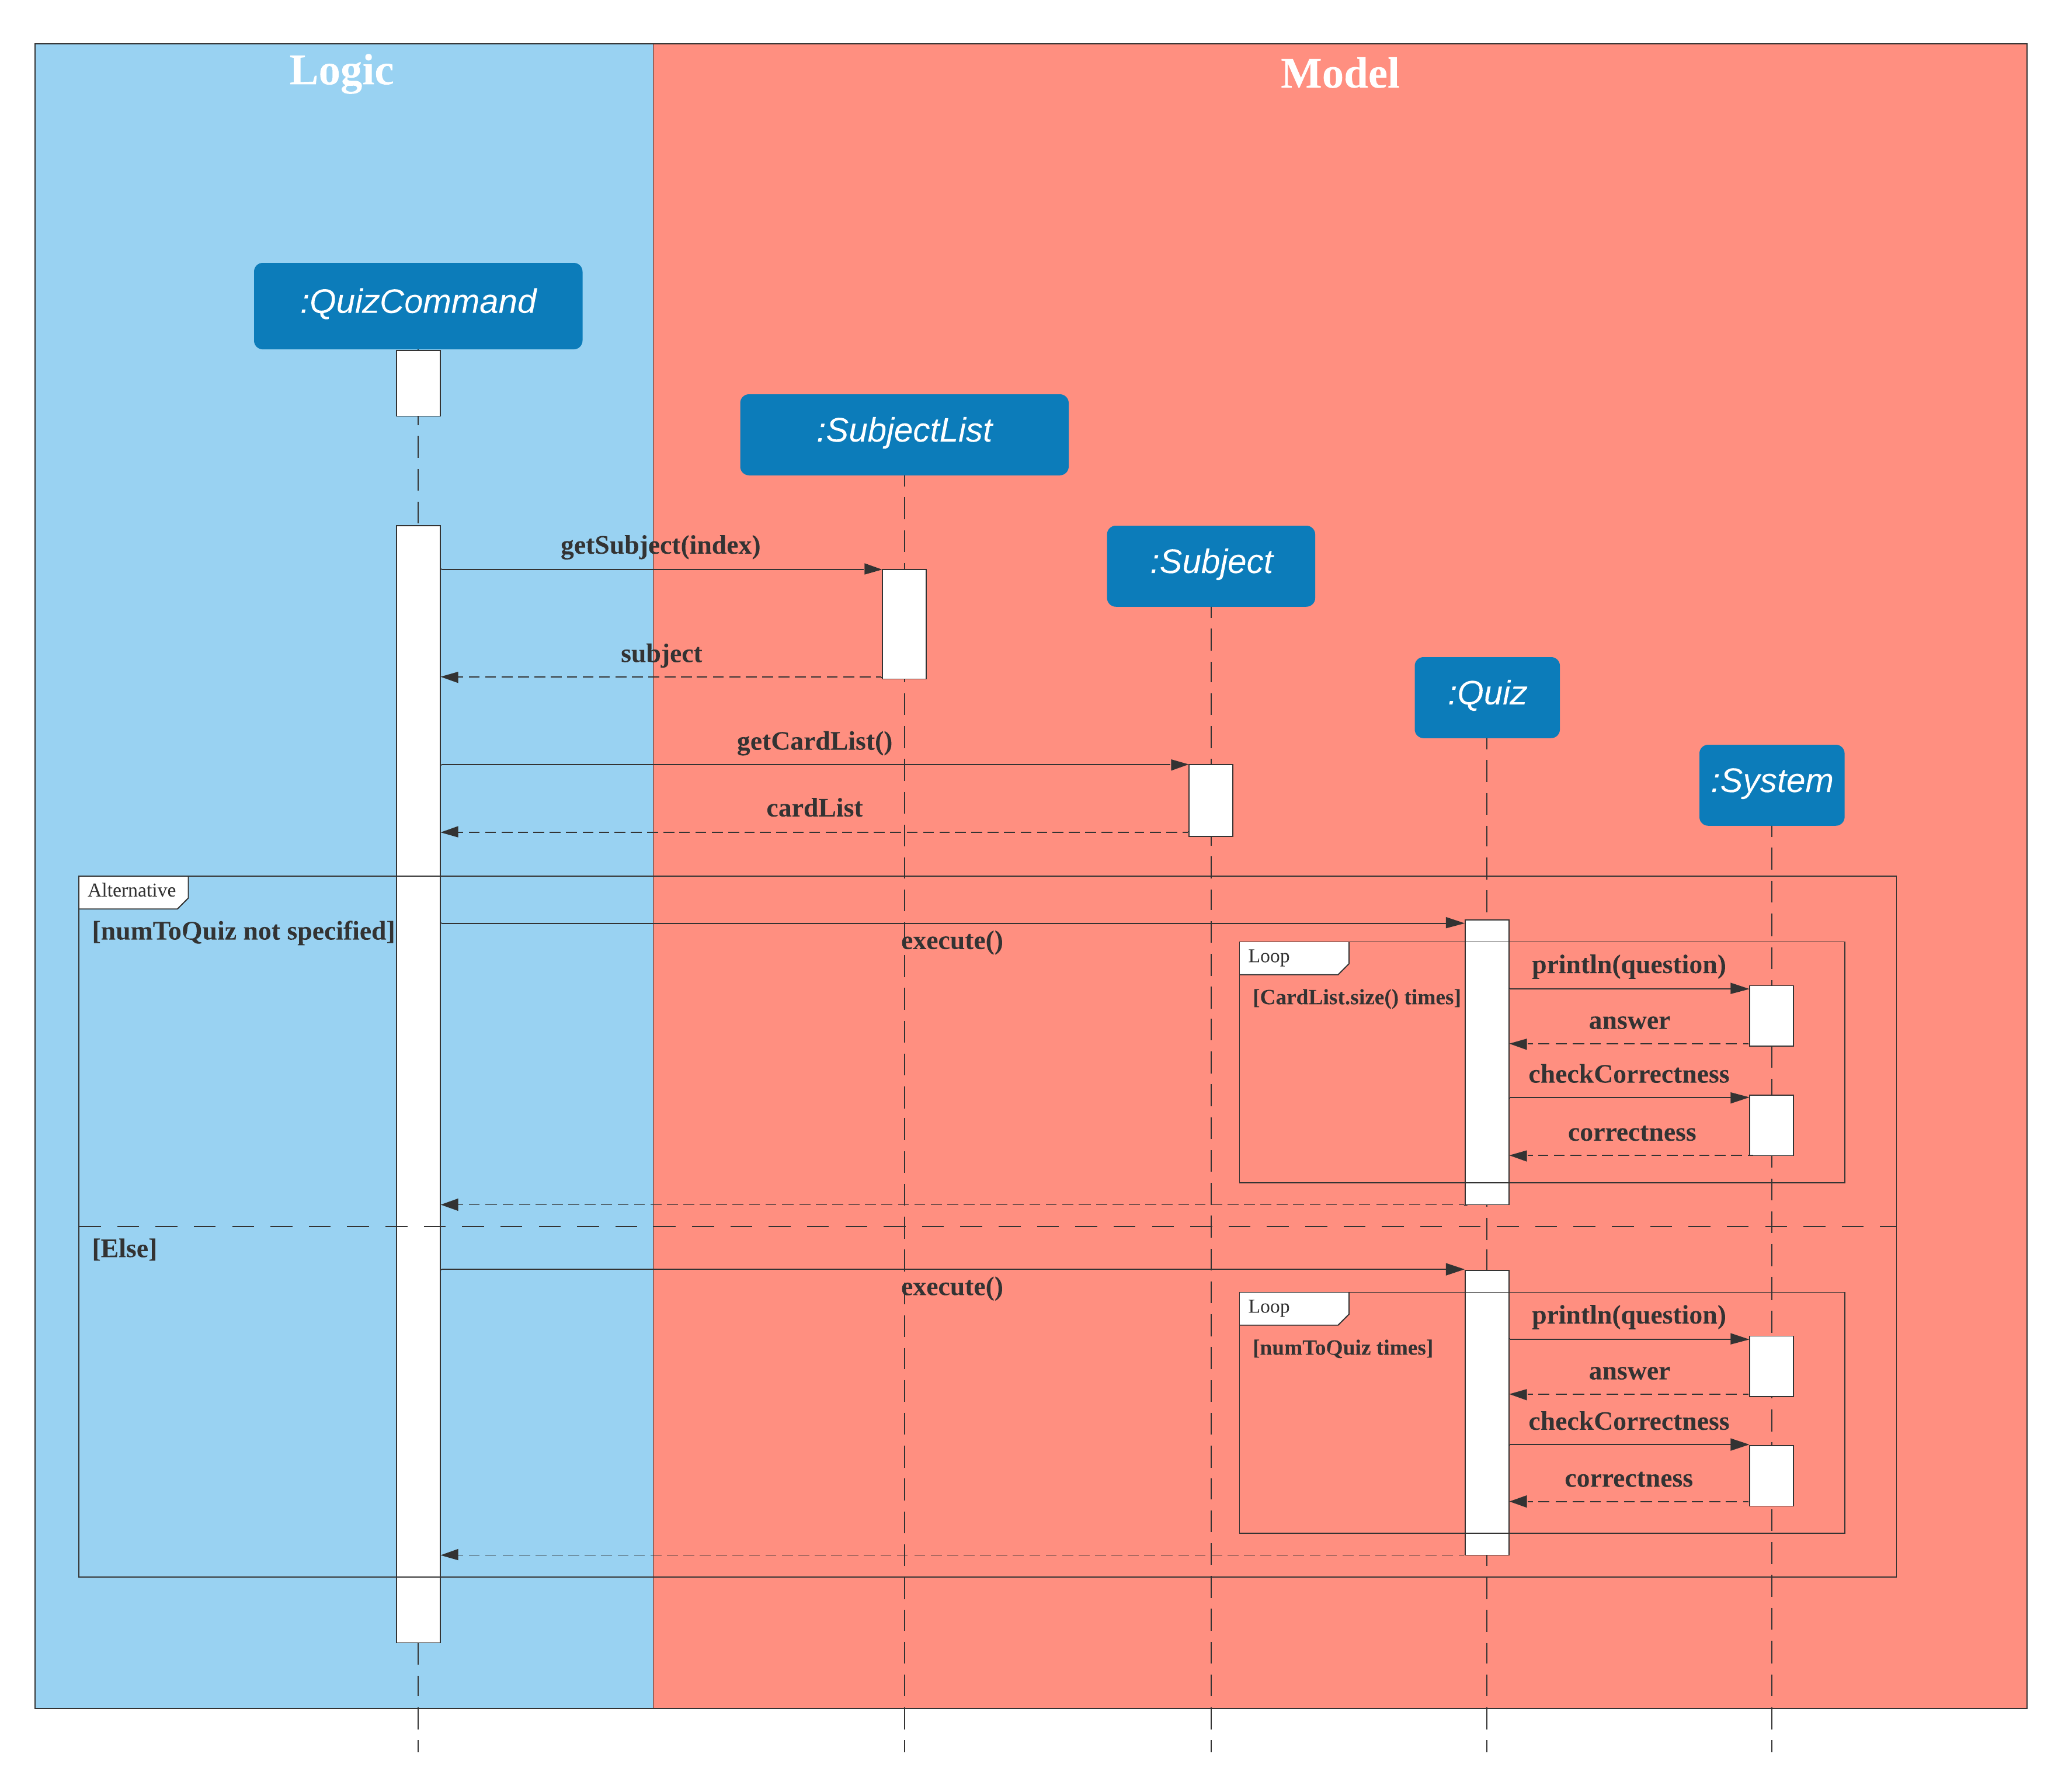 Logic
Model
:QuizCommand
:SubjectList
getSubject(index)
:Subject
subject
:Quiz
getCardList()
:System
cardList
Alternative
[numToQuiz not specified]
execute()
Loop
println(question)
[CardList.size() times]
answer
checkCorrectness
correctness
[Else]
execute()
Loop
println(question)
[numToQuiz times]
answer
checkCorrectness
correctness